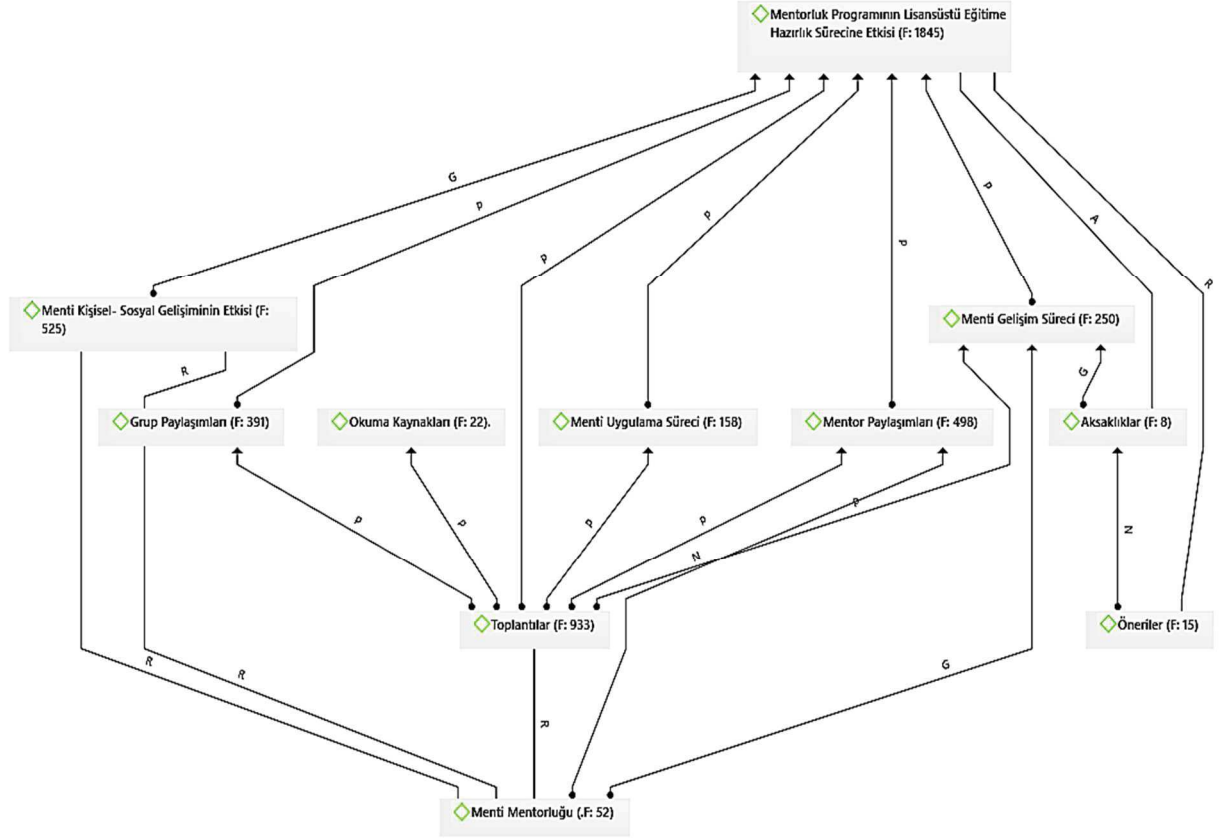 Mentorluk Programının Lisansüstü Eğitime
Hazırlık Sürecine Etkisi (F: 1845)
G
P
P
P
P
P
A
R
Menti Kişisel- Sosyal Gelişiminin Etkisi (F:
525)
Menti Gelişim Süreci (F: 250)
R
G
Grup Paylaşımları (F: 391)
Okuma Kaynakları (F: 22).
Menti Uygulama Süreci (F: 158)
Mentor Paylaşımları (F: 498)
Aksaklıklar (F: 8)
P
P
P
P
P
N
N
Toplantılar (F: 933)
Öneriler (F: 15)
R
R
R
G
Menti Mentorluğu (.F: 52)